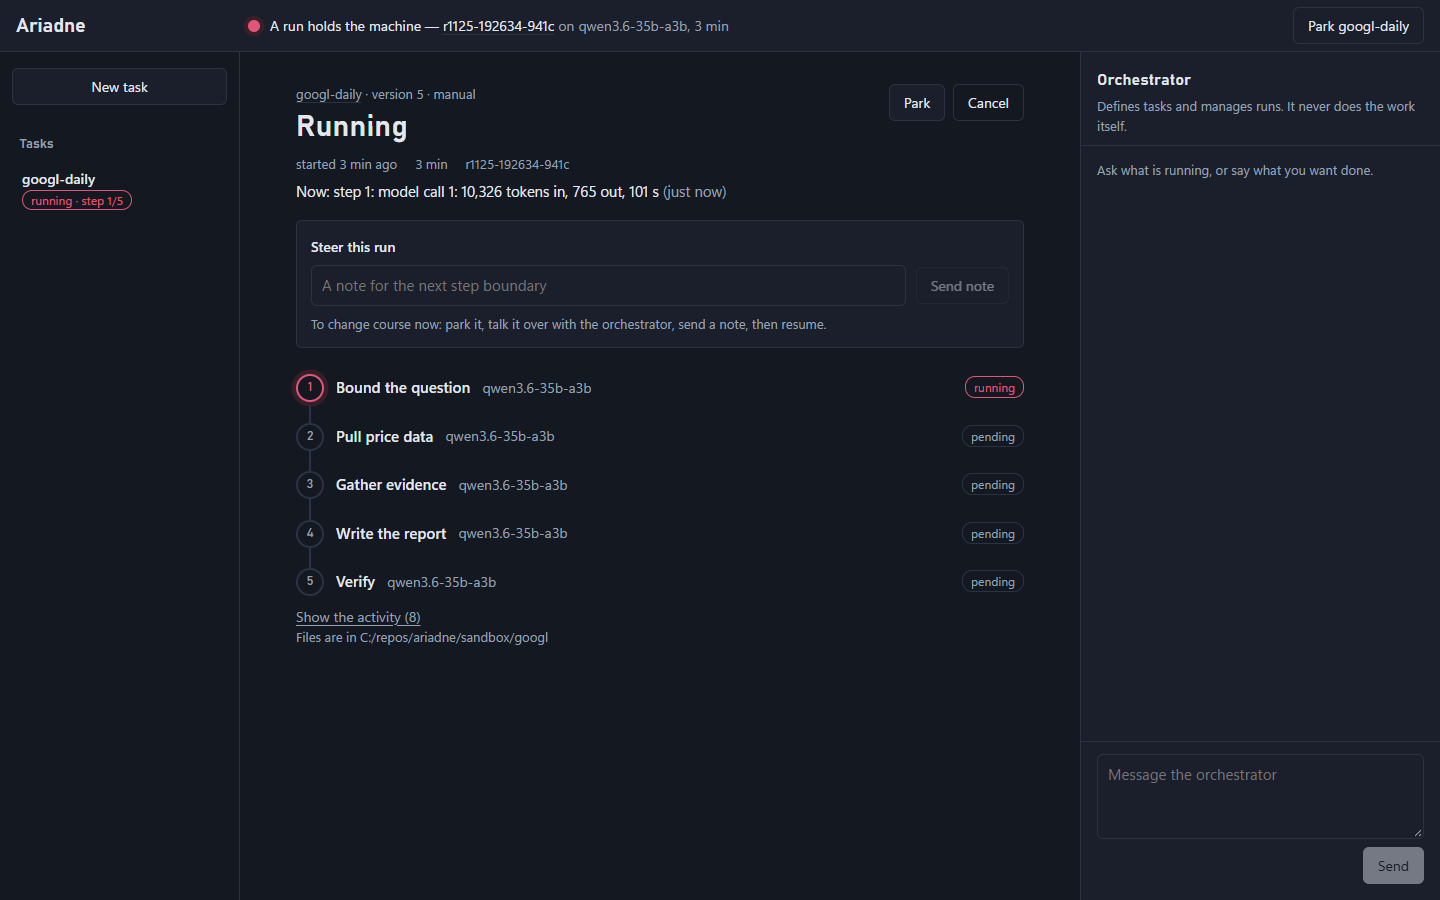 Ariadne
A run holds the machine — r1125-192634-941c on qwen3.6-35b-a3b, 3 min
Park googl-daily
New task
Tasks
googl-daily
running · step 1/5
googl-daily · version 5 · manual
Running
Park
Cancel
started 3 min ago 3 min r1125-192634-941c
Now: step 1: model call 1: 10,326 tokens in, 765 out, 101 s (just now)
Steer this run
A note for the next step boundary
Send note
To change course now: park it, talk it over with the orchestrator, send a note, then resume.
1 Bound the question qwen3.6-35b-a3b running
2 Pull price data qwen3.6-35b-a3b pending
3 Gather evidence qwen3.6-35b-a3b pending
4 Write the report qwen3.6-35b-a3b pending
5 Verify qwen3.6-35b-a3b pending
Show the activity (8)
Files are in C:/repos/ariadne/sandbox/googl
Orchestrator
Defines tasks and manages runs. It never does the work
itself.
Ask what is running, or say what you want done.
Message the orchestrator
Send